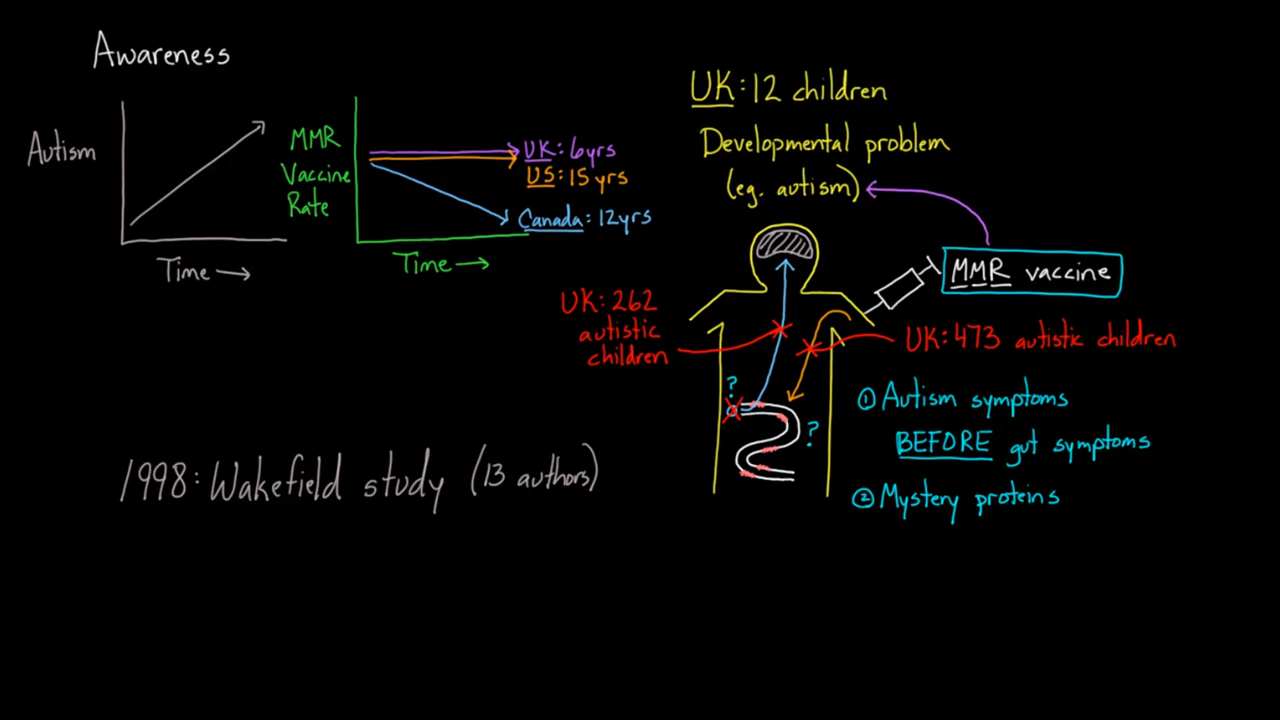 Awareness
Autism
Time
MMR
Vaccine
Rate
Time
UK: 6yrs
US: 15 yrs
Canada: 12yrs
1998: Wakefield study (13 authors)
UK: 12 children
Developmental problem
(eg. autism)
MMR vaccine
UK: 262
autistic
children
UK: 473 autistic children
?
?
① Autism symptoms
BEFORE gut symptoms
② Mystery proteins